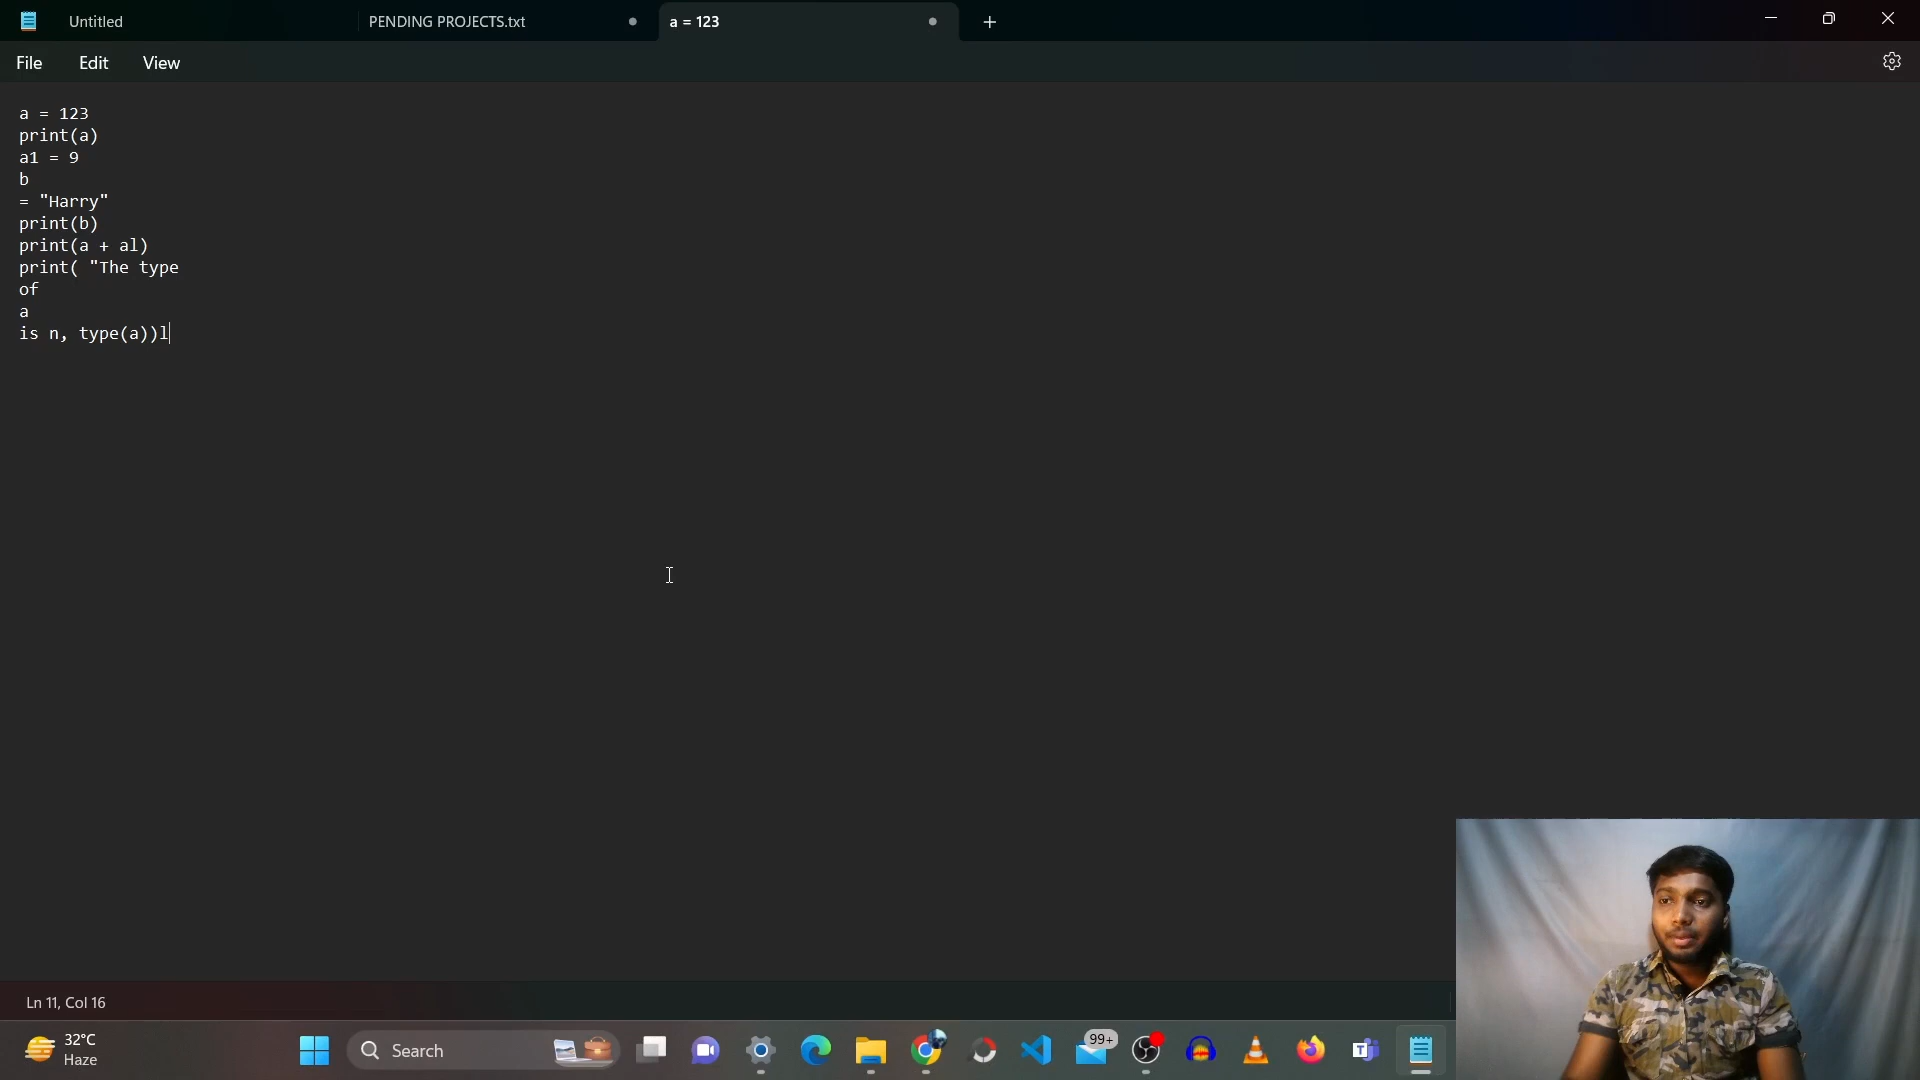 Untitled
PENDING PROJECTS.txt
a = 123
File
Edit
View
a = 123
print(a)
a1 = 9
b
= "Harry"
print(b)
print(a + al)
print( "The type
of
a
is n, type(a))l
Ln 11, Col 16
32°C
Haze
Search
99+